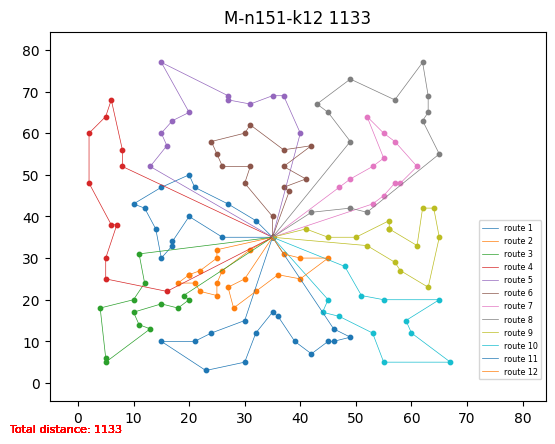 M-n151-k12 1133
80
70
60
50
40
30
20
10
0
0 10 20 30 40 50 60 70 80
route 1
route 2
route 3
route 4
route 5
route 6
route 7
route 8
route 9
route 10
route 11
route 12
Total distance: 1133